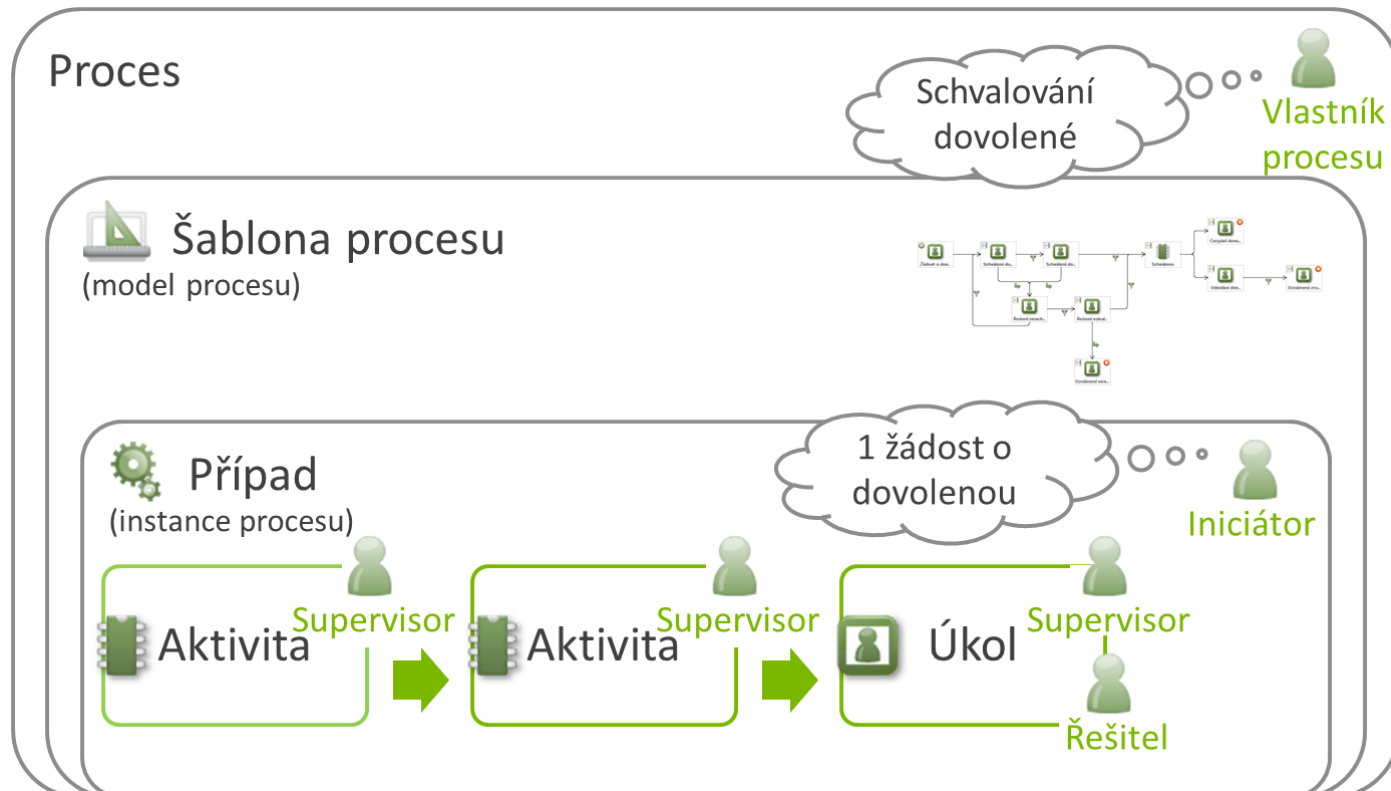 Proces
Schvalování
dovolené
Vlastník
procesu
Šablona procesu
(model procesu)
Případ
(instance procesu)
1 žádost o
dovolenou
Iniciátor
Aktivita
Supervisor
Aktivita
Supervisor
Úkol
Supervisor
Řešitel